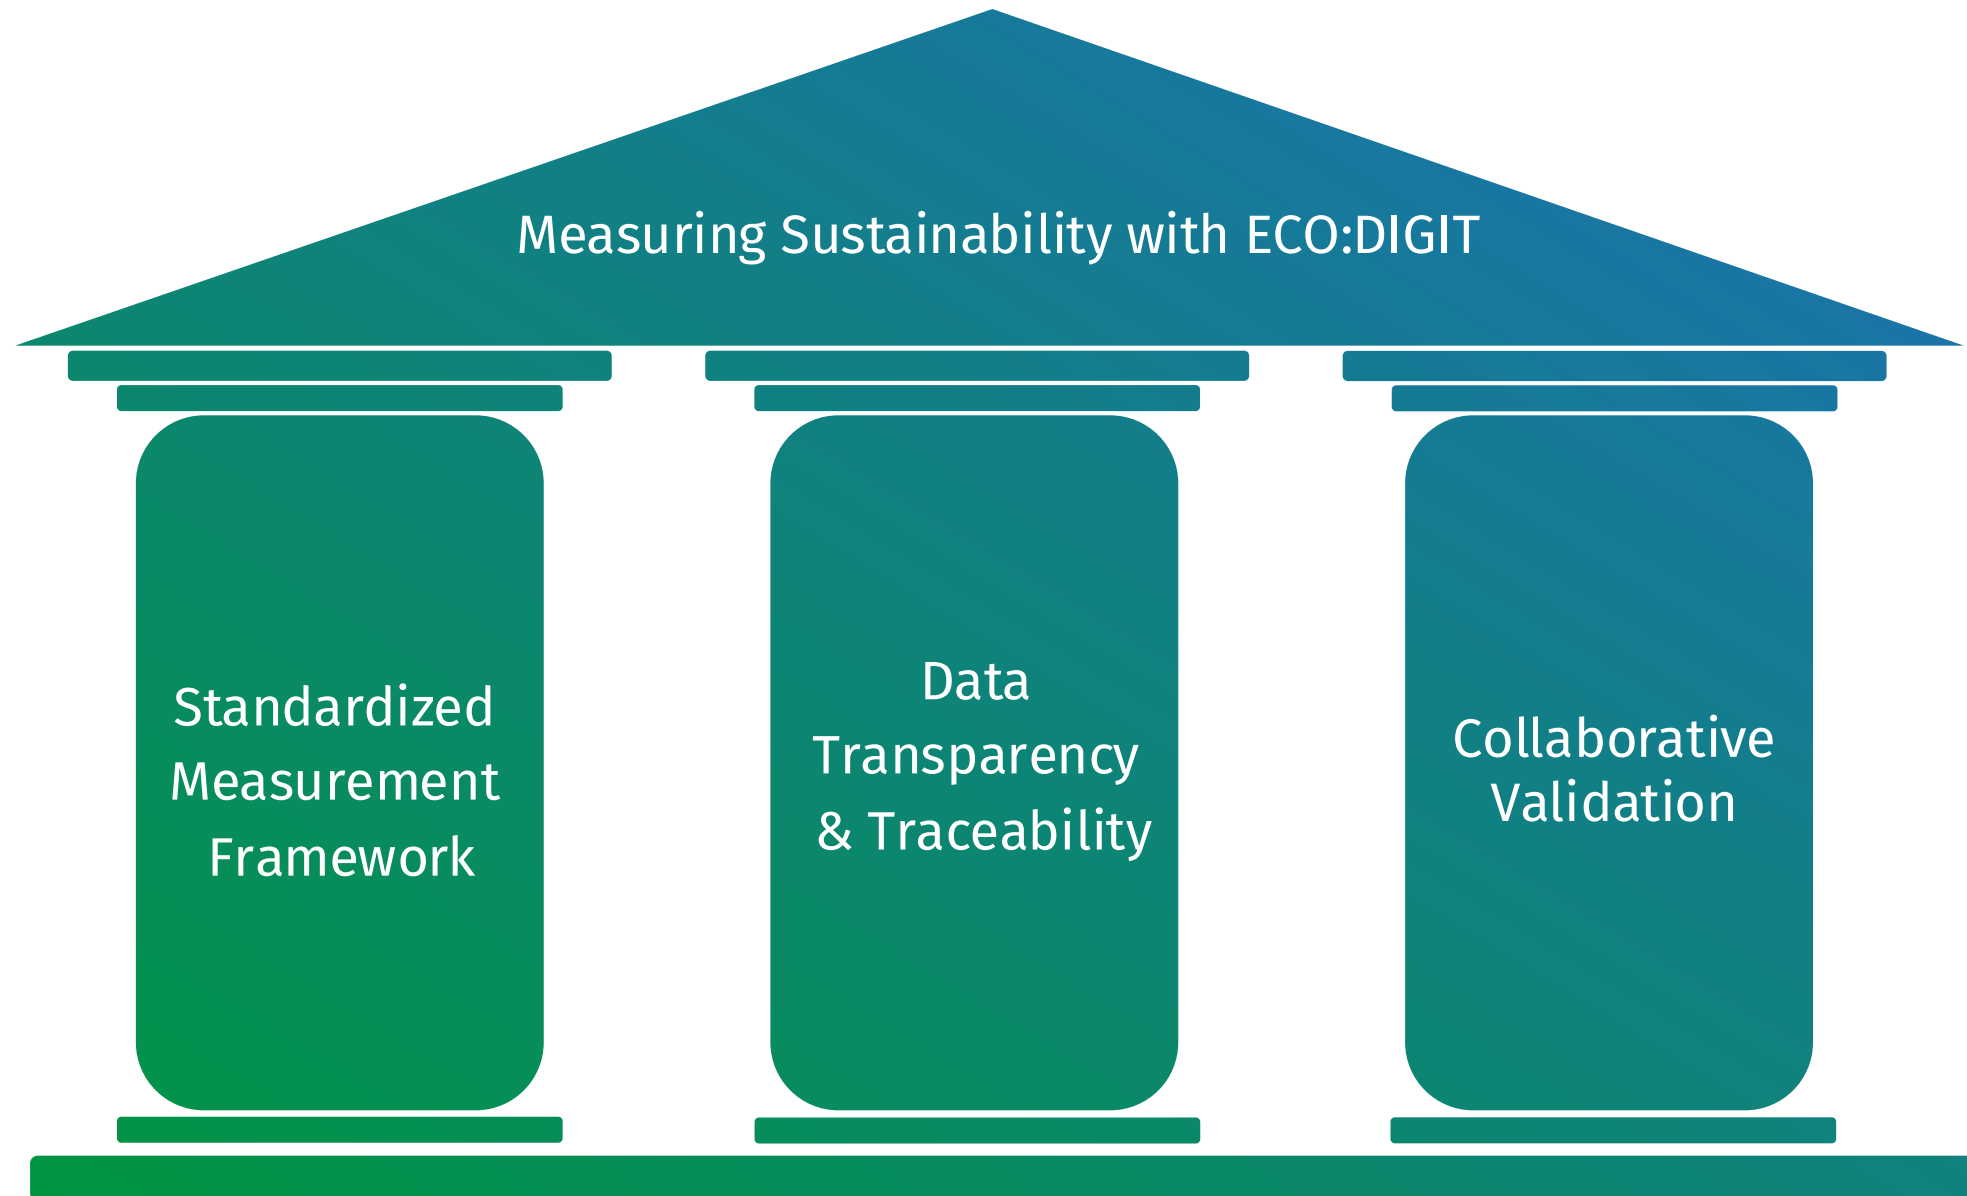 Measuring Sustainability with ECO:DIGIT
Standardized
Measurement
Framework
Data
Transparency
& Traceability
Collaborative
Validation